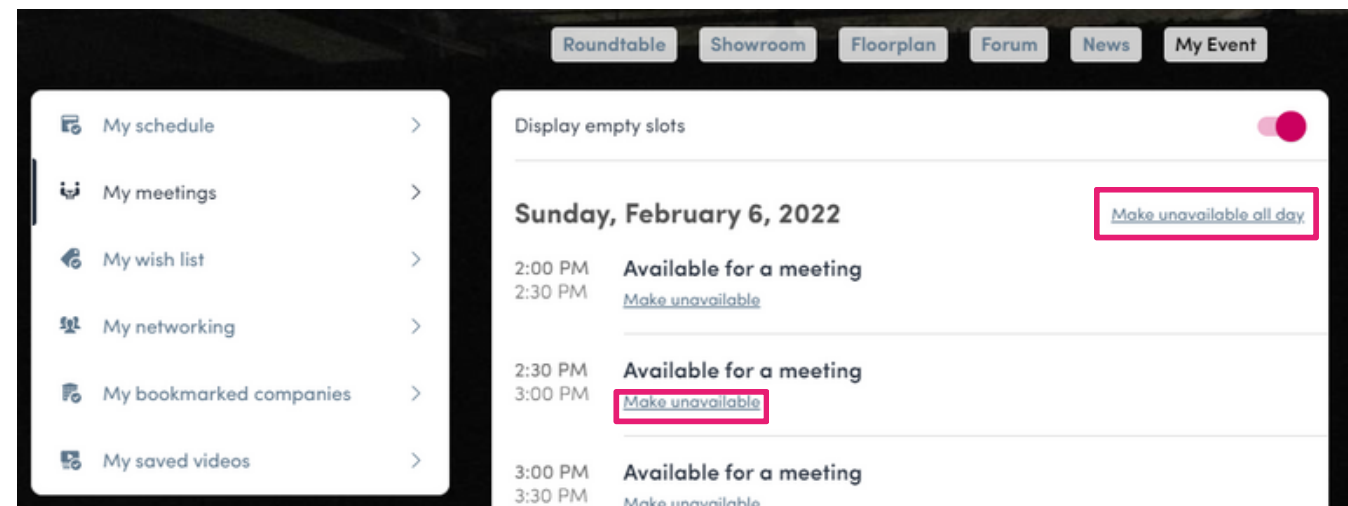 Roundtable Showroom Floorplan Forum News My Event
My schedule
My meetings
My wish list
My networking
My bookmarked companies
My saved videos
Display empty slots
Sunday, February 6, 2022 Make unavailable all day
2:00 PM Available for a meeting
2:30 PM Make unavailable
2:30 PM Available for a meeting
3:00 PM Make unavailable
3:00 PM Available for a meeting
3:30 PM Make unavailable